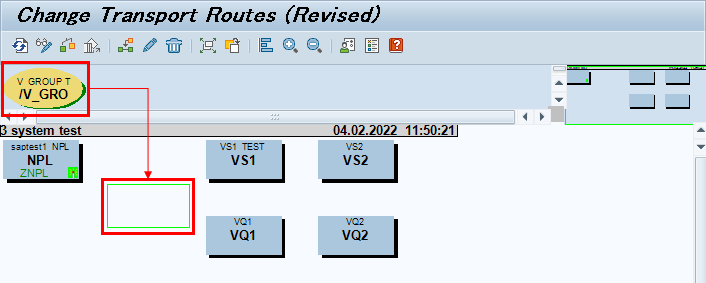 Change Transport Routes (Revised)
V_GROUP T
/V_GRO
3 system test 04.02.2022 11:50:21
saptest1 NPL
NPL
ZNPL
VS1 TEST
VS1
VS2
VS2
VQ1
VQ1
VQ2
VQ2